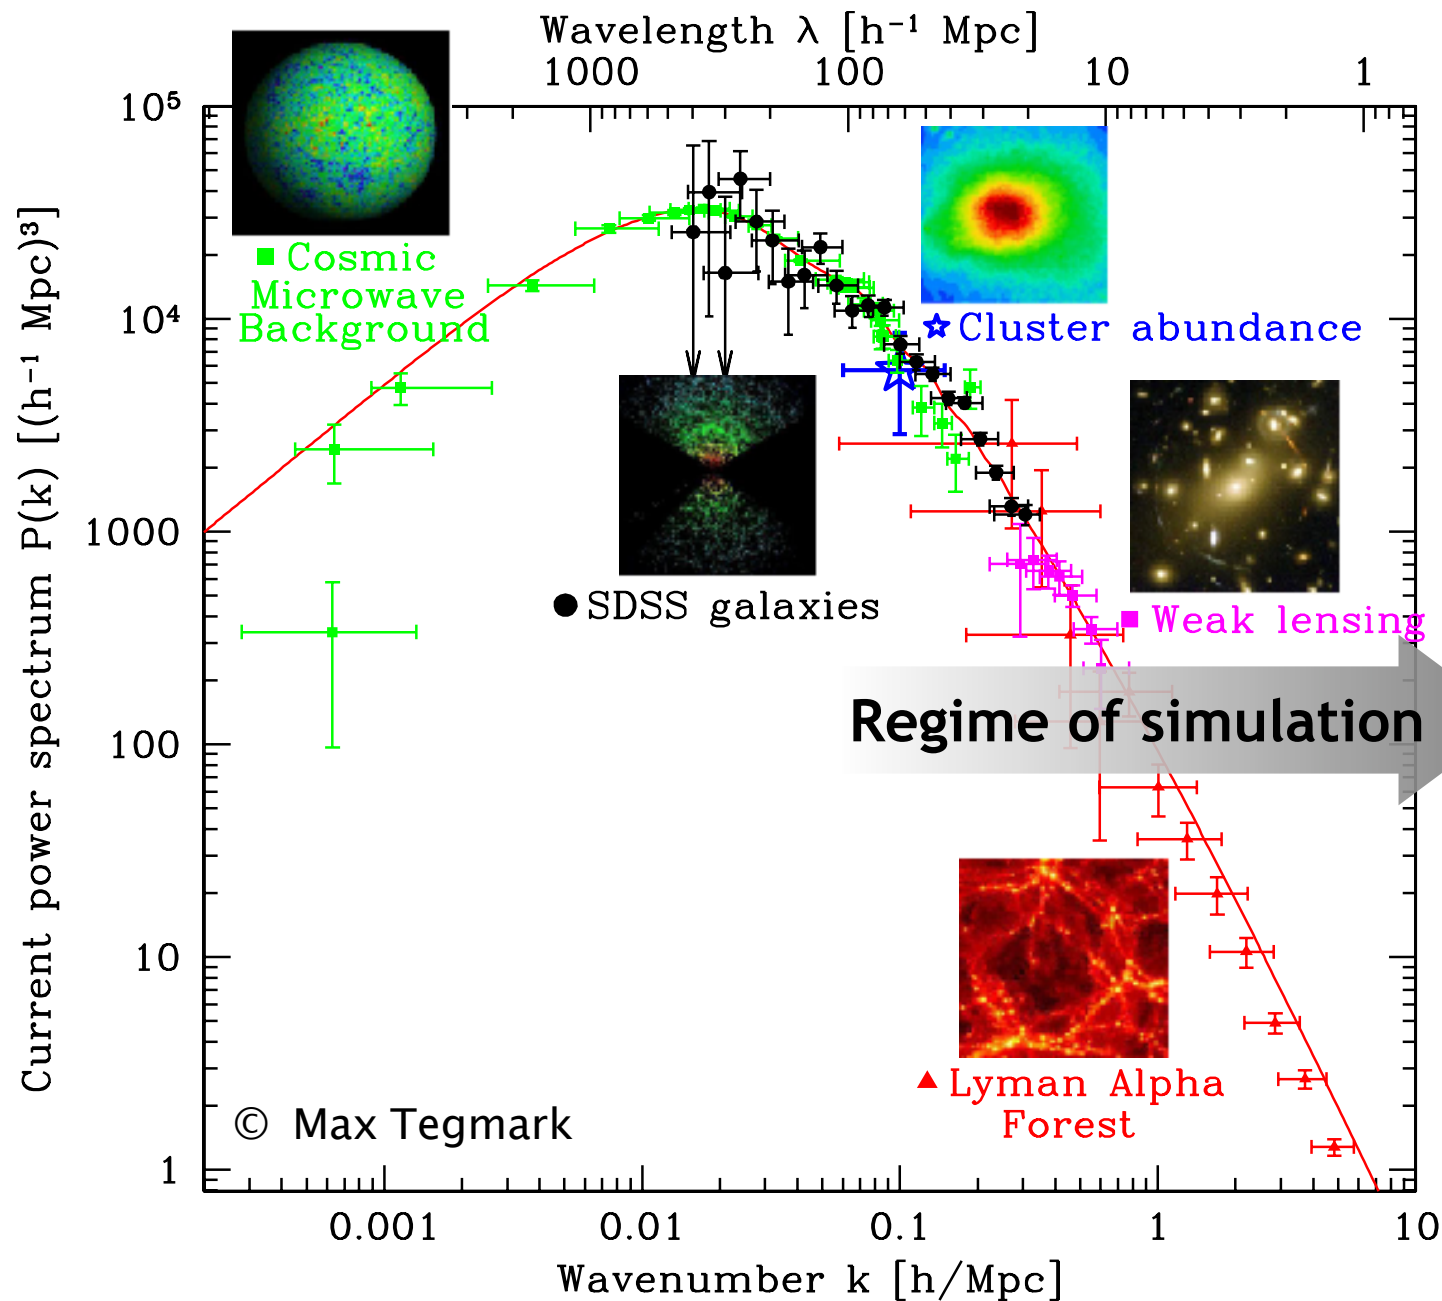 Wavelength λ [h⁻¹ Mpc]
1000 100 10 1
10⁵
10⁴
1000
100
10
1
Current power spectrum P(k) [(h⁻¹ Mpc)³]
Cosmic
Microwave
Background
Cluster abundance
SDSS galaxies
Weak lensing
Regime of simulation
Lyman Alpha
Forest
© Max Tegmark
0.001 0.01 0.1 1 10
Wavenumber k [h/Mpc]